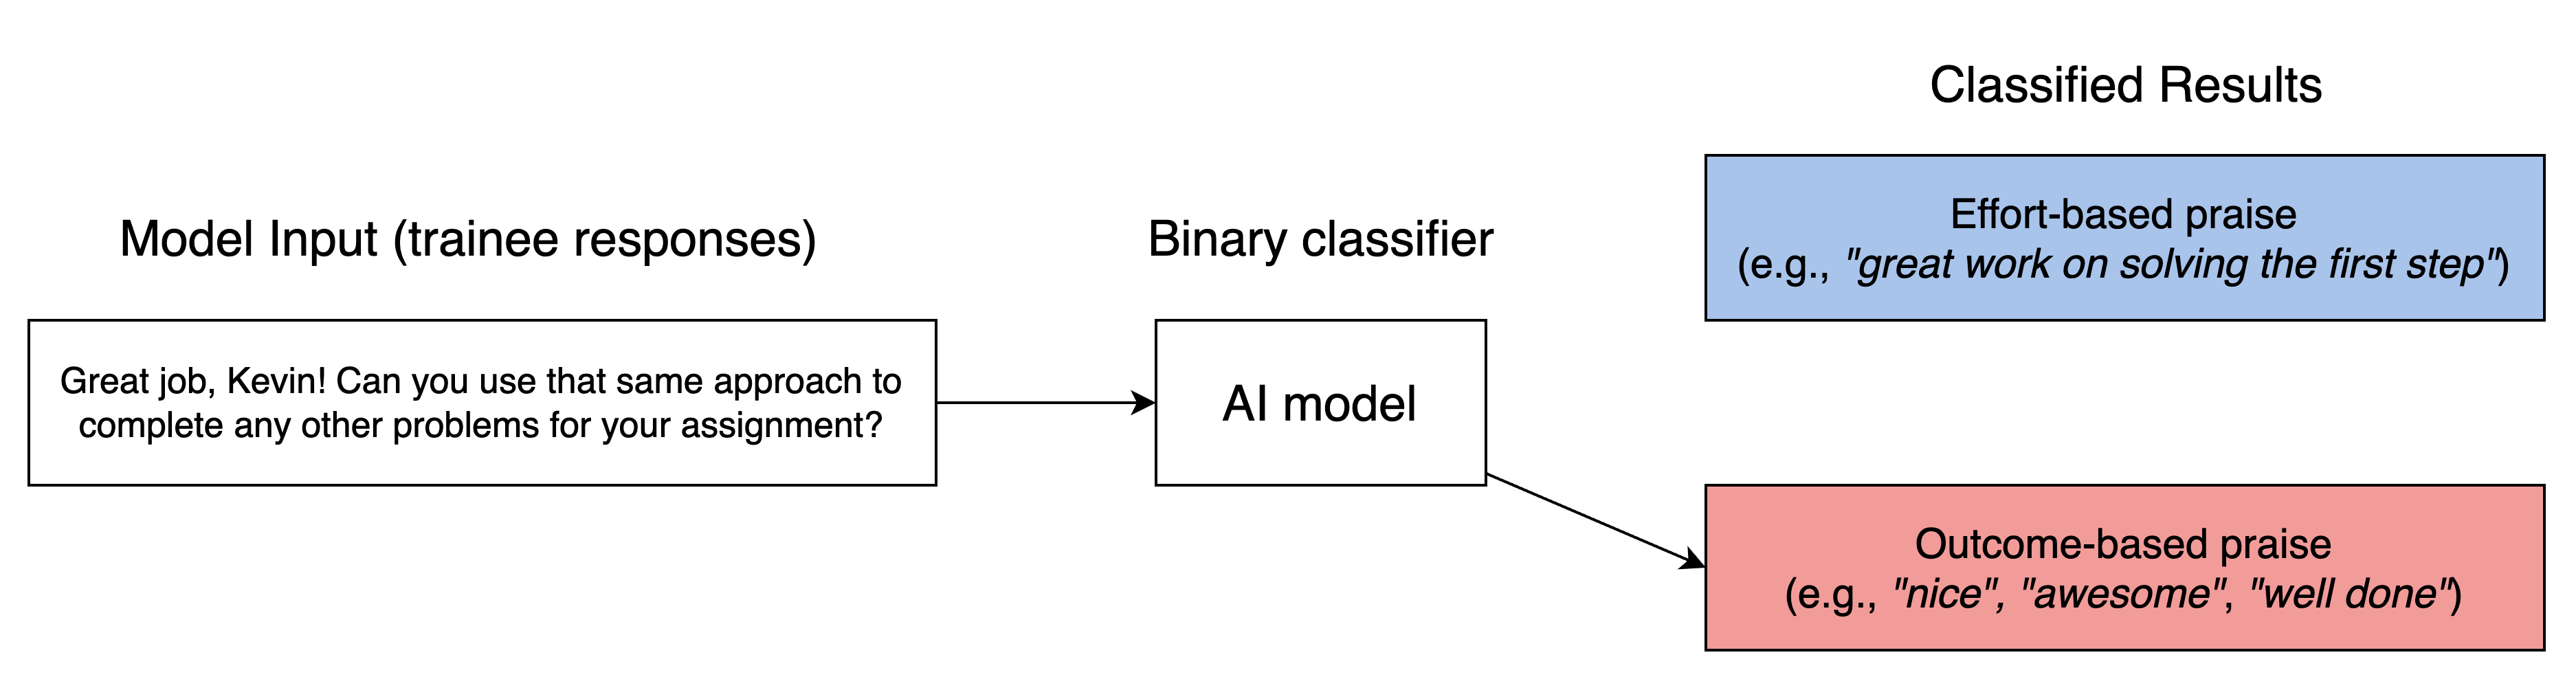 Model Input (trainee responses)
Great job, Kevin! Can you use that same approach to
complete any other problems for your assignment?
Binary classifier
AI model
Classified Results
Effort-based praise
(e.g., "great work on solving the first step")
Outcome-based praise
(e.g., "nice", "awesome", "well done")